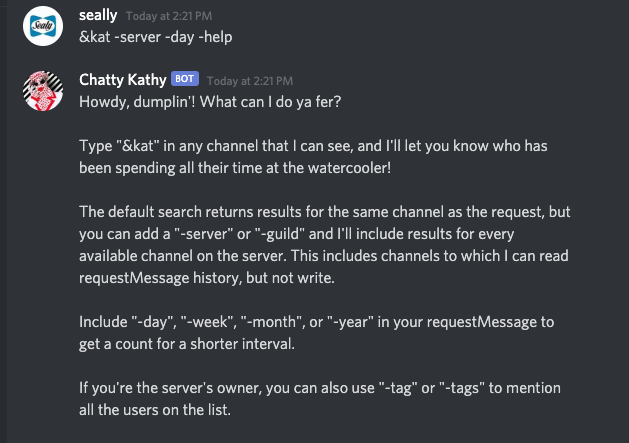 seally Today at 2:21 PM
&kat -server -day -help
Sealy
Chatty Kathy BOT Today at 2:21 PM
Howdy, dumplin'! What can I do ya fer?
Type "&kat" in any channel that I can see, and I'll let you know who has
been spending all their time at the watercooler!
The default search returns results for the same channel as the request, but
you can add a "-server" or "-guild" and I'll include results for every
available channel on the server. This includes channels to which I can read
requestMessage history, but not write.
Include "-day", "-week", "-month", or "-year" in your requestMessage to
get a count for a shorter interval.
If you're the server's owner, you can also use "-tag" or "-tags" to mention
all the users on the list.